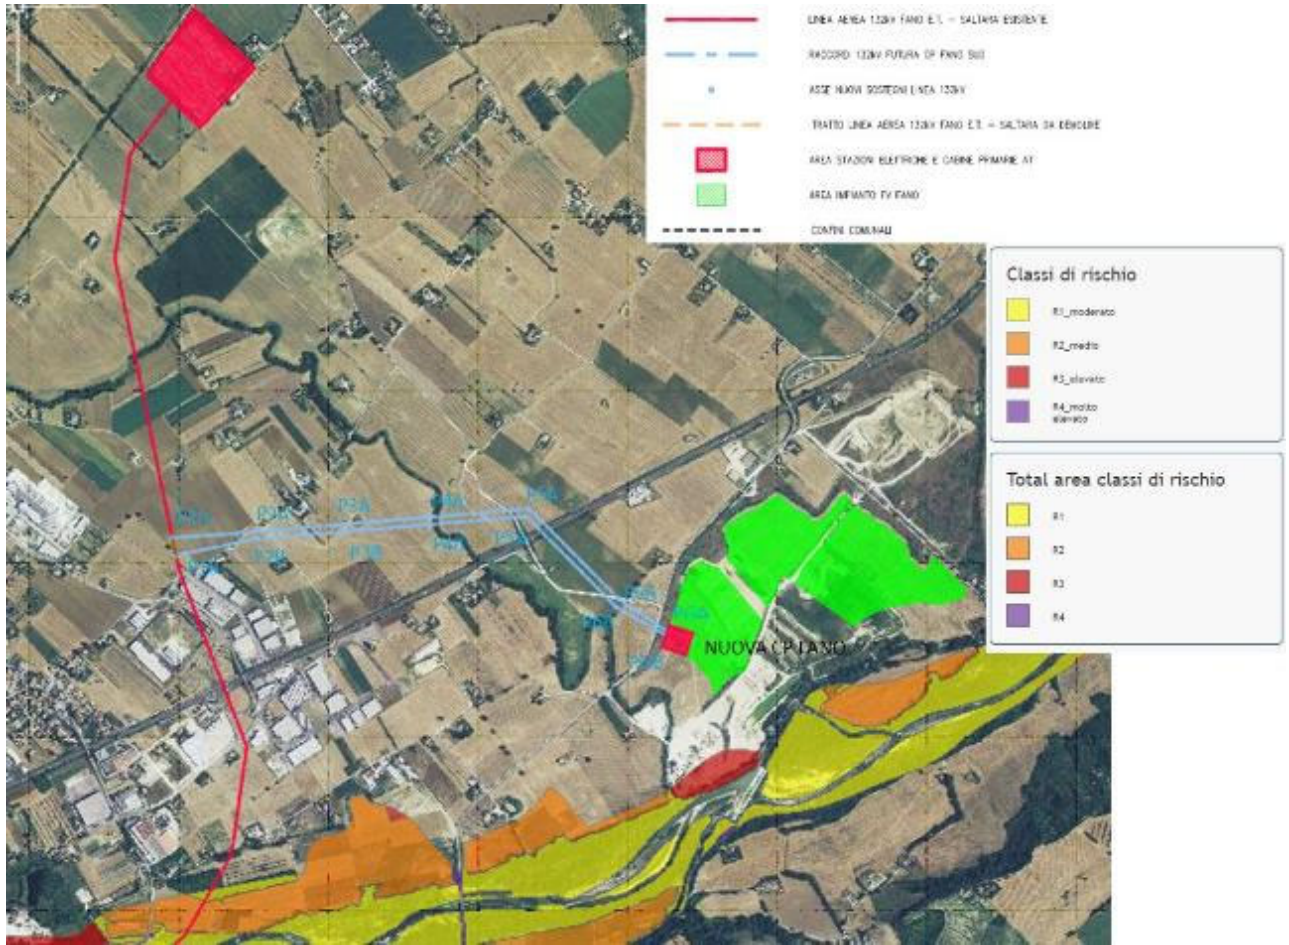 LINEA AEREA 132kV FANO E.T. - SALTARA ESISTENTE
RACCORDI 132kV FUTURA CP FANO SUD
ASSE NUOVI SOSTEGNI LINEA 132kV
TRATTO LINEA AEREA 132kV FANO E.T. - SALTARA DA DEMOLIRE
AREA STAZIONI ELETTRICHE E CABINE PRIMARIE AT
AREA IMPIANTO FV FANO
CONFINI COMUNALI
Classi di rischio
R1_moderato
R2_medio
R3_elevato
R4_molto
elevato
Total area classi di rischio
R1
R2
R3
R4
NUOVA CP FANO